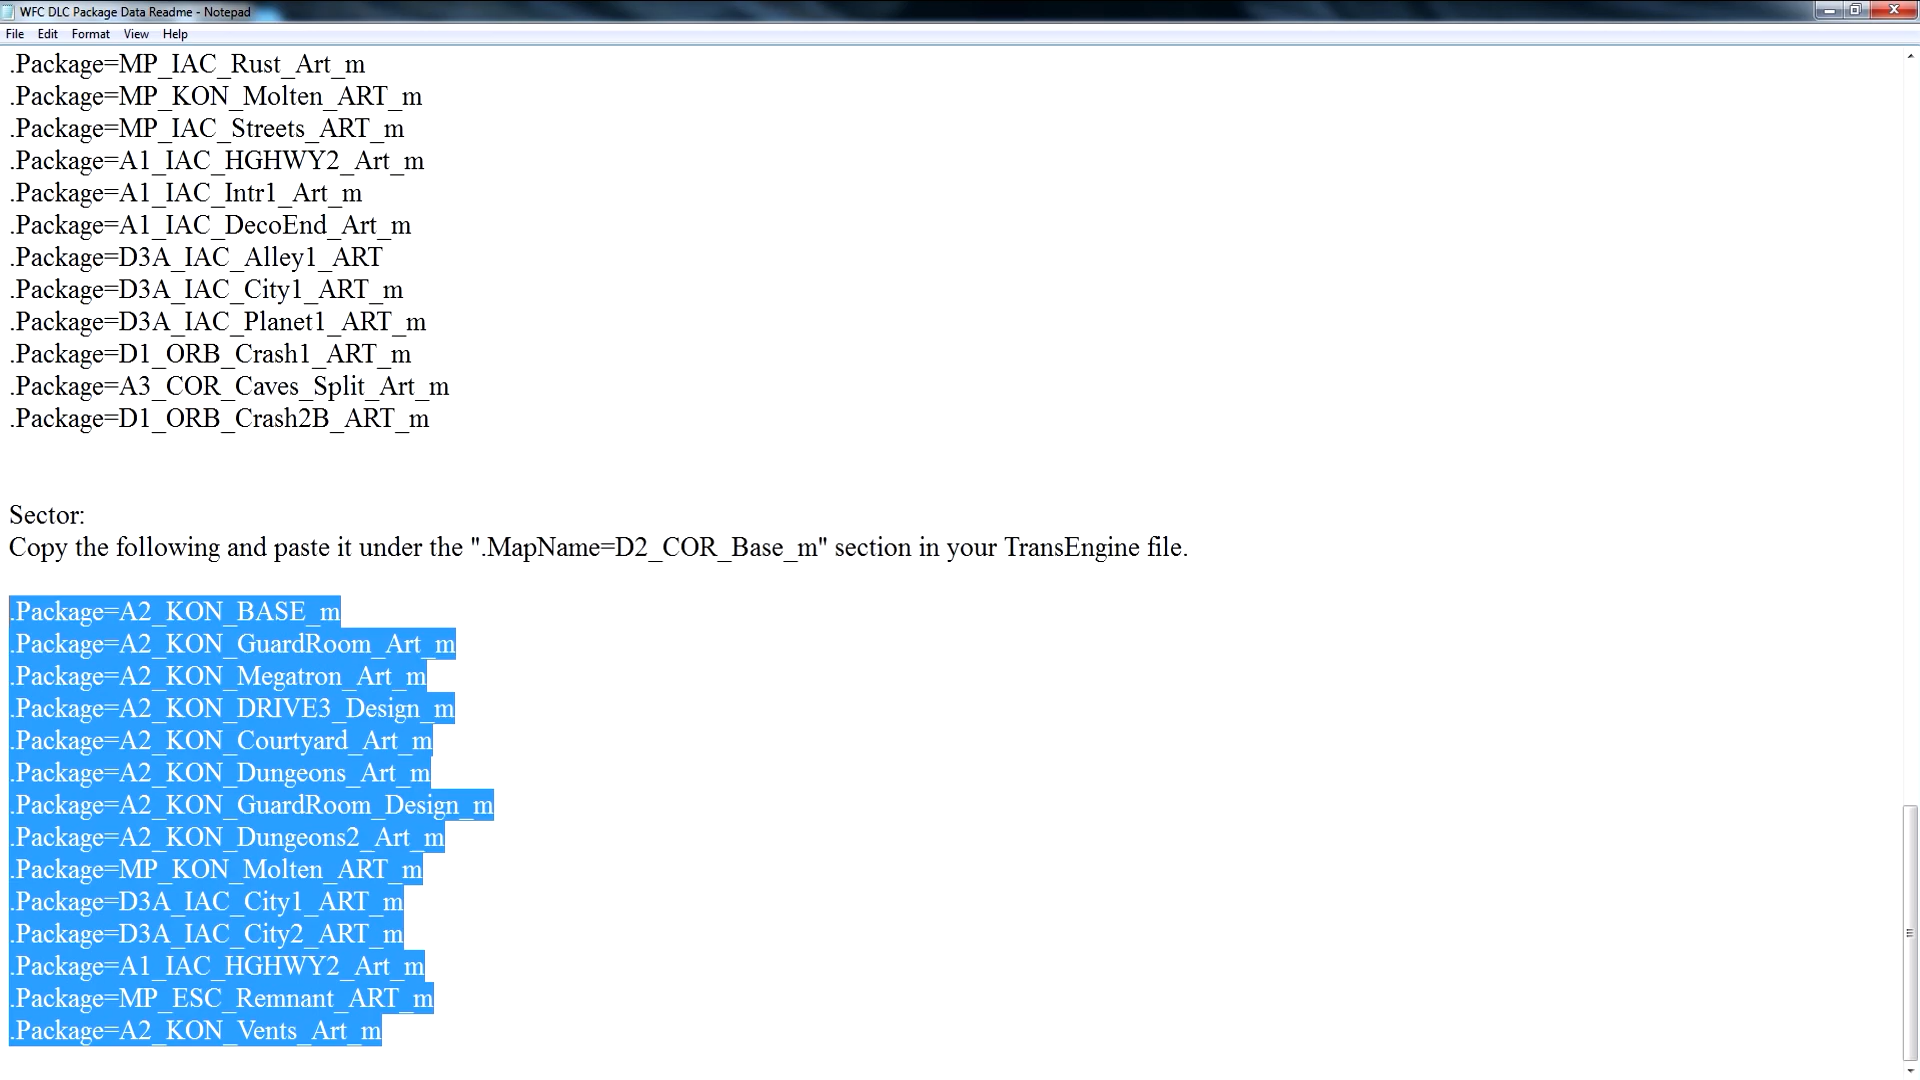 WFC DLC Package Data Readme - Notepad
File Edit Format View Help
.Package=MP_IAC_Rust_Art_m
.Package=MP_KON_Molten_ART_m
.Package=MP_IAC_Streets_ART_m
.Package=A1_IAC_HGHWY2_Art_m
.Package=A1_IAC_Intr1_Art_m
.Package=A1_IAC_DecoEnd_Art_m
.Package=D3A_IAC_Alley1_ART
.Package=D3A_IAC_City1_ART_m
.Package=D3A_IAC_Planet1_ART_m
.Package=D1_ORB_Crash1_ART_m
.Package=A3_COR_Caves_Split_Art_m
.Package=D1_ORB_Crash2B_ART_m
Sector:
Copy the following and paste it under the ".MapName=D2_COR_Base_m" section in your TransEngine file.
.Package=A2_KON_BASE_m
.Package=A2_KON_GuardRoom_Art_m
.Package=A2_KON_Megatron_Art_m
.Package=A2_KON_DRIVE3_Design_m
.Package=A2_KON_Courtyard_Art_m
.Package=A2_KON_Dungeons_Art_m
.Package=A2_KON_GuardRoom_Design_m
.Package=A2_KON_Dungeons2_Art_m
.Package=MP_KON_Molten_ART_m
.Package=D3A_IAC_City1_ART_m
.Package=D3A_IAC_City2_ART_m
.Package=A1_IAC_HGHWY2_Art_m
.Package=MP_ESC_Remnant_ART_m
.Package=A2_KON_Vents_Art_m